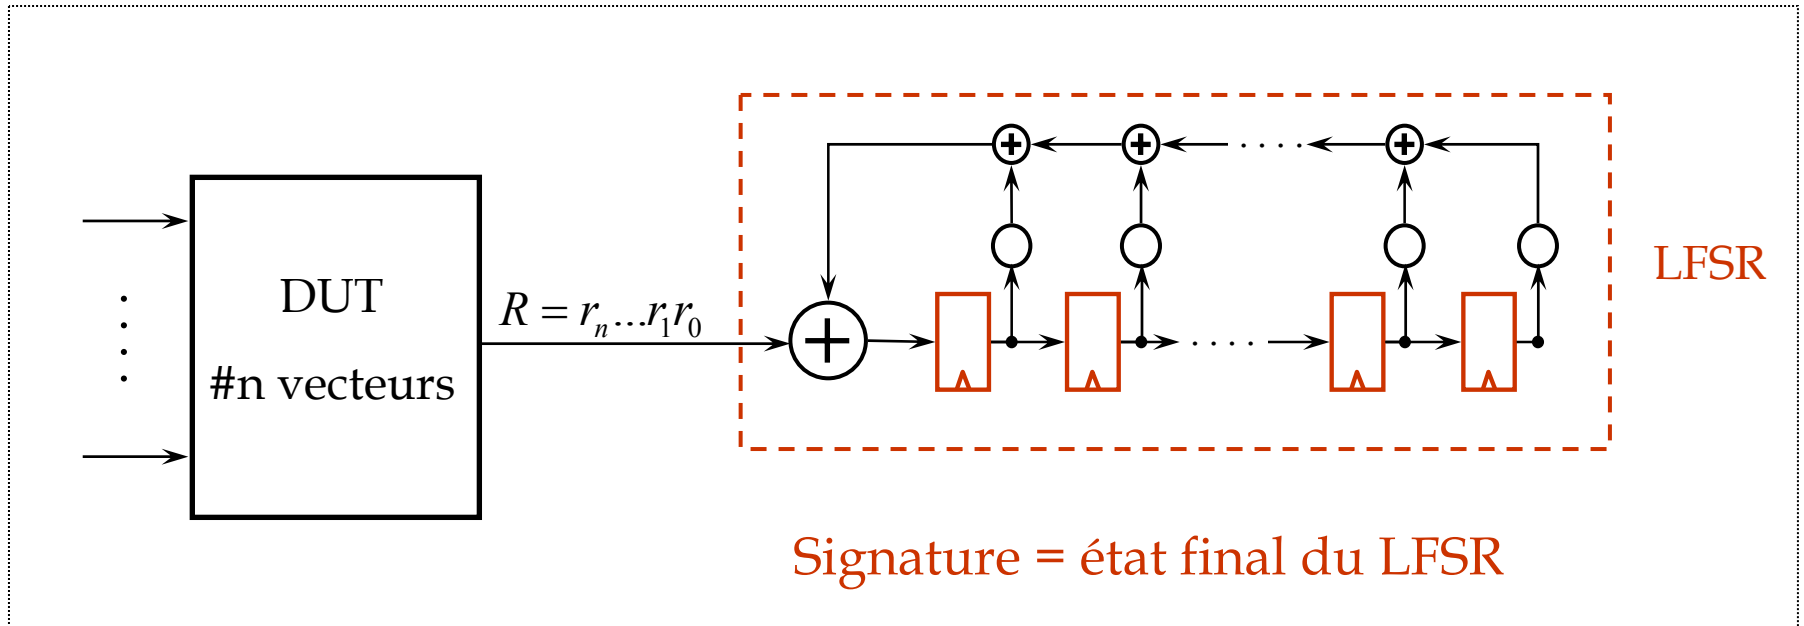 DUT
#n vecteurs
R = rₙ...r₁r₀
LFSR
Signature = état final du LFSR